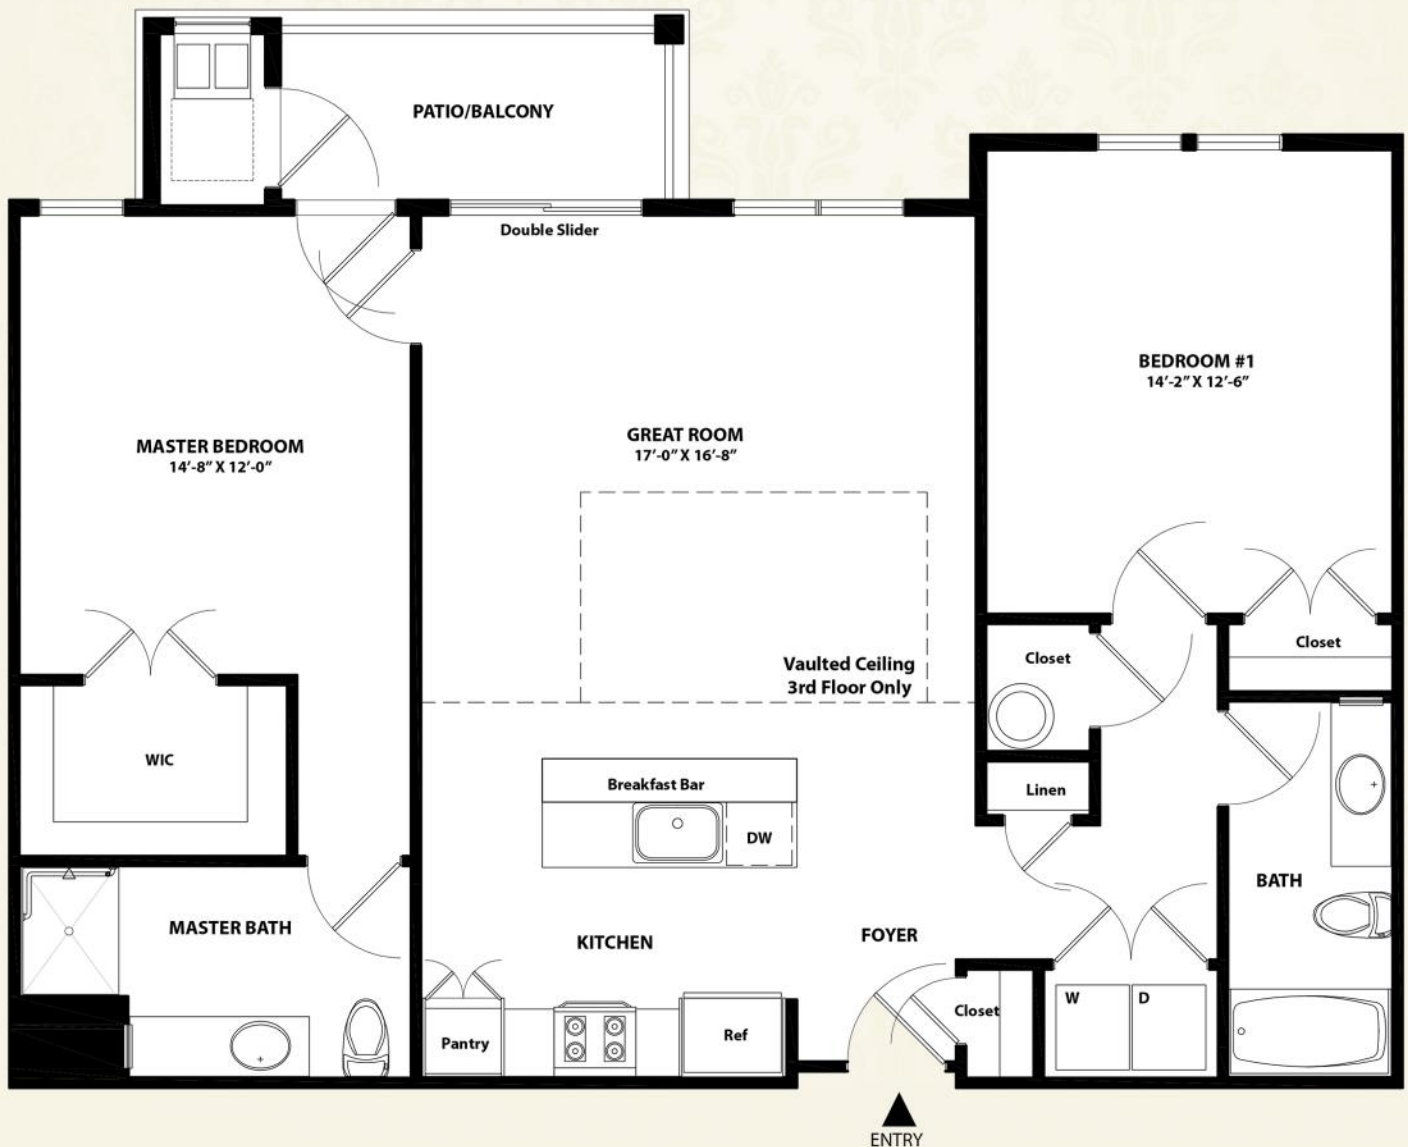 PATIO/BALCONY
Double Slider
BEDROOM #1
14'-2" X 12'-6"
MASTER BEDROOM
14'-8" X 12'-0"
GREAT ROOM
17'-0" X 16'-8"
Vaulted Ceiling
3rd Floor Only
Closet
Closet
WIC
Linen
Breakfast Bar
DW
BATH
MASTER BATH
KITCHEN
FOYER
W
D
Closet
Pantry
Ref
ENTRY